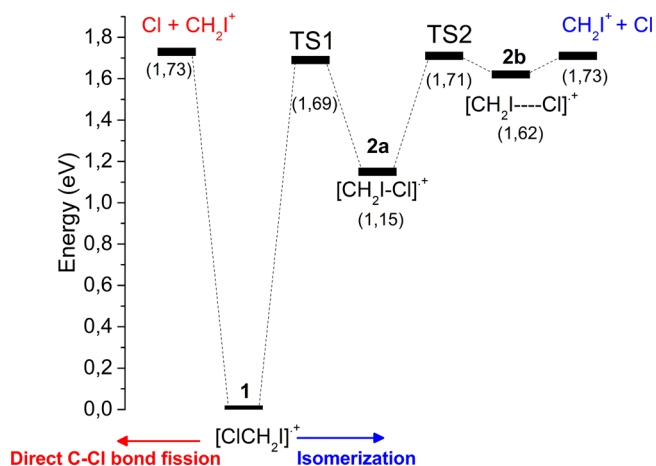 Cl + CH₂I⁺
TS1
TS2
2b
CH₂I⁺ + Cl
1,8
(1,73)
(1,69)
(1,71)
(1,73)
1,6
[CH₂I----Cl]·⁺
(1,62)
1,4
2a
1,2
[CH₂I-Cl]·⁺
(1,15)
1,0
Energy (eV)
0,8
0,6
0,4
0,2
1
0,0
[ClCH₂I]·⁺
Direct C-Cl bond fission
Isomerization